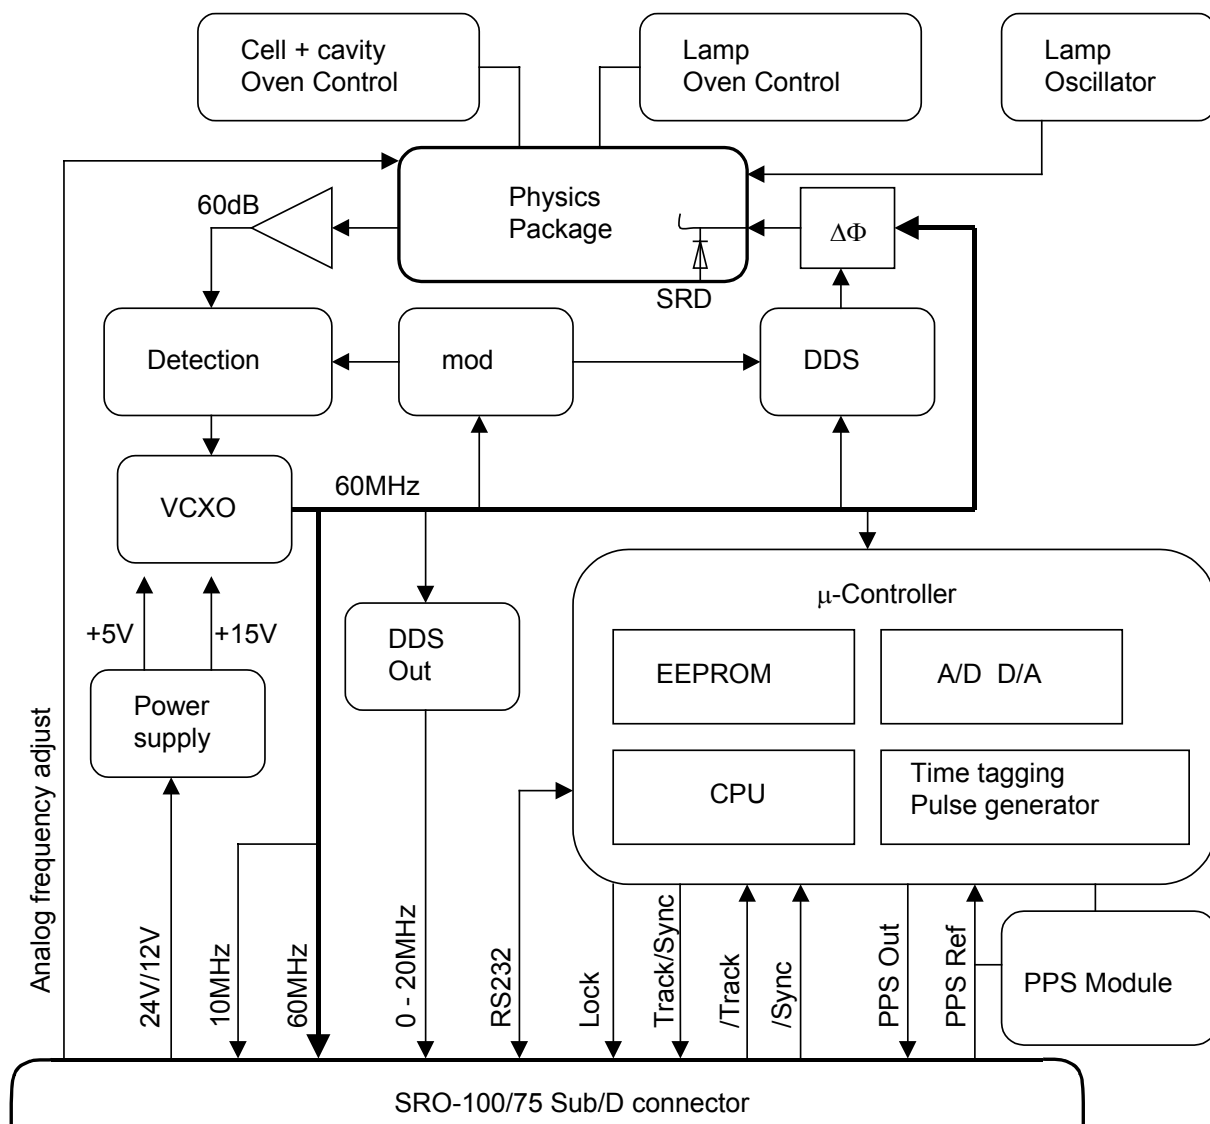 Cell + cavity
Oven Control
Lamp
Oven Control
Lamp
Oscillator
Physics
Package
60dB
ΔΦ
SRD
Detection
mod
DDS
VCXO
60MHz
μ-Controller
+5V
+15V
DDS
Out
EEPROM
A/D D/A
Power
supply
CPU
Time tagging
Pulse generator
Analog frequency adjust
24V/12V
10MHz
60MHz
0 - 20MHz
RS232
Lock
Track/Sync
/Track
/Sync
PPS Out
PPS Ref
PPS Module
SRO-100/75 Sub/D connector